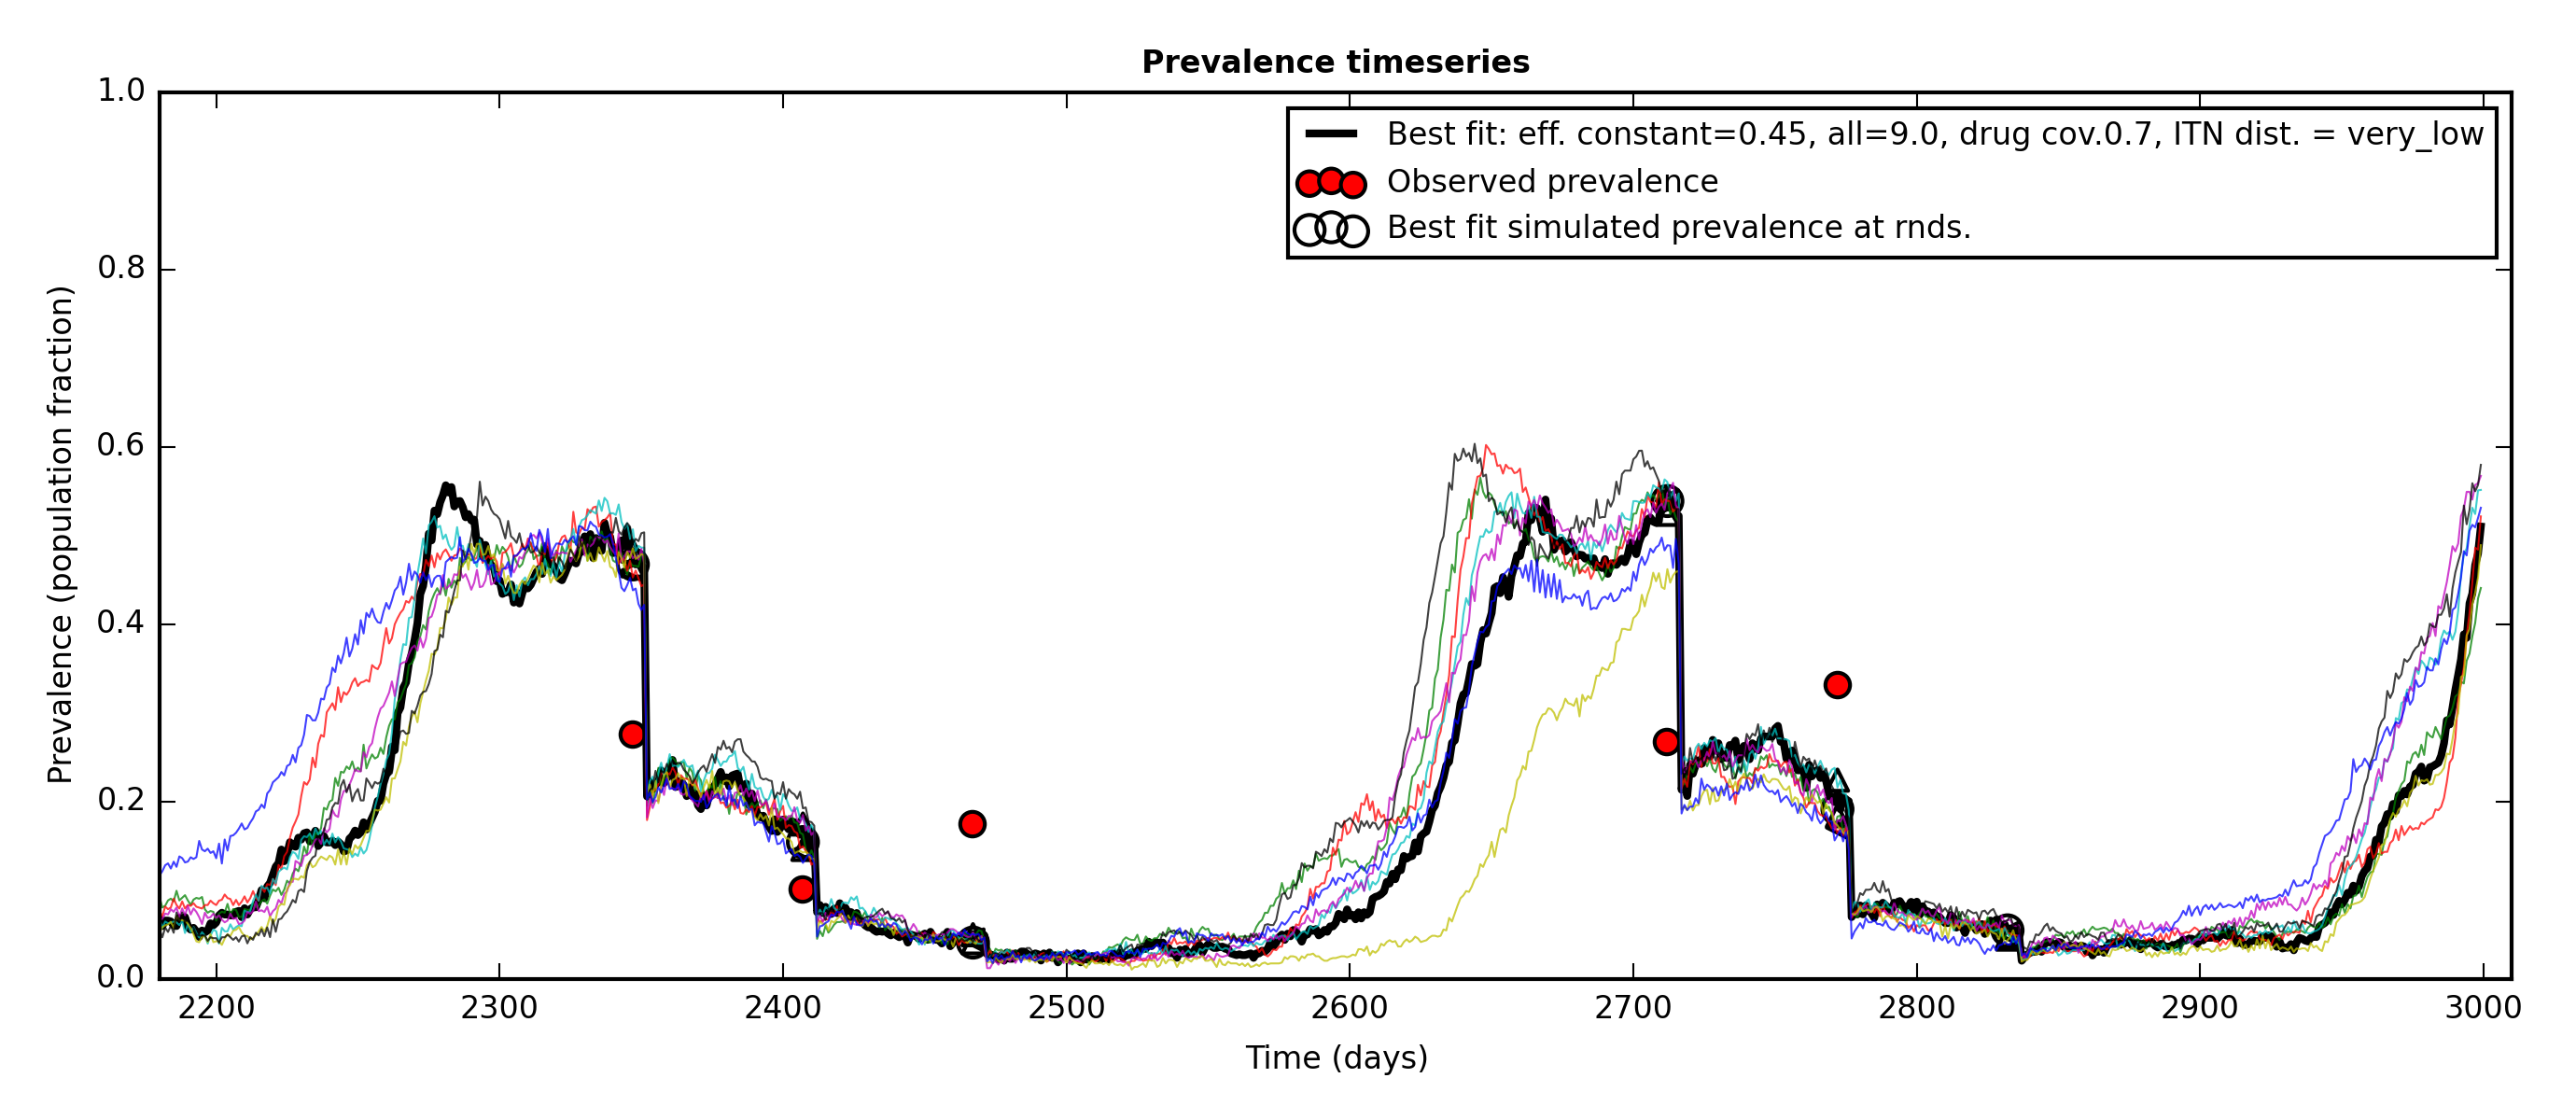 Prevalence timeseries
1.0
0.8
0.6
0.4
0.2
0.0
Prevalence (population fraction)
Best fit: eff. constant=0.45, all=9.0, drug cov.0.7, ITN dist. = very_low
Observed prevalence
Best fit simulated prevalence at rnds.
2200 2300 2400 2500 2600 2700 2800 2900 3000
Time (days)